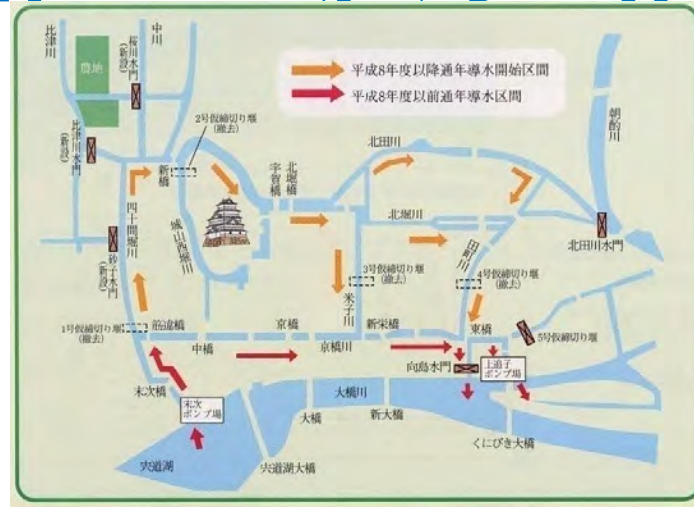 平成8年度以降通年導水開始区間
平成8年度以前通年導水区間
比津川
中川
桜川水門
(新設)
農地
比津川水門
(新設)
2号仮締切り堰
(撤去)
新橋
四十間堀川
城山西堀川
宇賀橋
北堀橋
北田川
朝酌川
北堀川
田町川
北田川水門
砂子水門
(新設)
3号仮締切り堰
(撤去)
4号仮締切り堰
(撤去)
米子川
1号仮締切り堰
(撤去)
筋違橋
中橋
京橋
京橋川
新栄橋
東橋
5号仮締切り堰
向島水門
上追子
ポンプ場
末次橋
末次
ポンプ場
大橋川
大橋
新大橋
くにびき大橋
宍道湖
宍道湖大橋